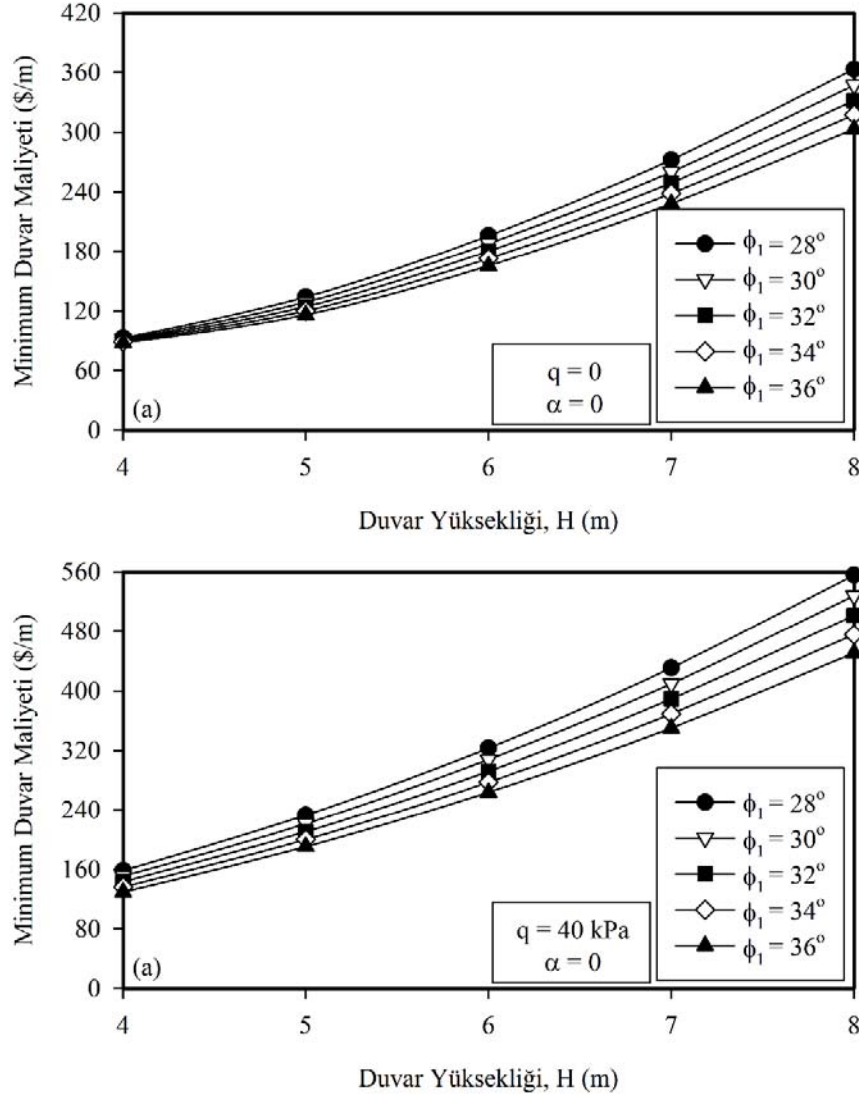 Minimum Duvar Maliyeti ($/m)
420
360
300
240
180
120
60
0
ϕ₁ = 28°
ϕ₁ = 30°
ϕ₁ = 32°
ϕ₁ = 34°
ϕ₁ = 36°
q = 0
α = 0
(a)
4 5 6 7 8
Duvar Yüksekliği, H (m)
Minimum Duvar Maliyeti ($/m)
560
480
400
320
240
160
80
0
ϕ₁ = 28°
ϕ₁ = 30°
ϕ₁ = 32°
ϕ₁ = 34°
ϕ₁ = 36°
q = 40 kPa
α = 0
(a)
4 5 6 7 8
Duvar Yüksekliği, H (m)